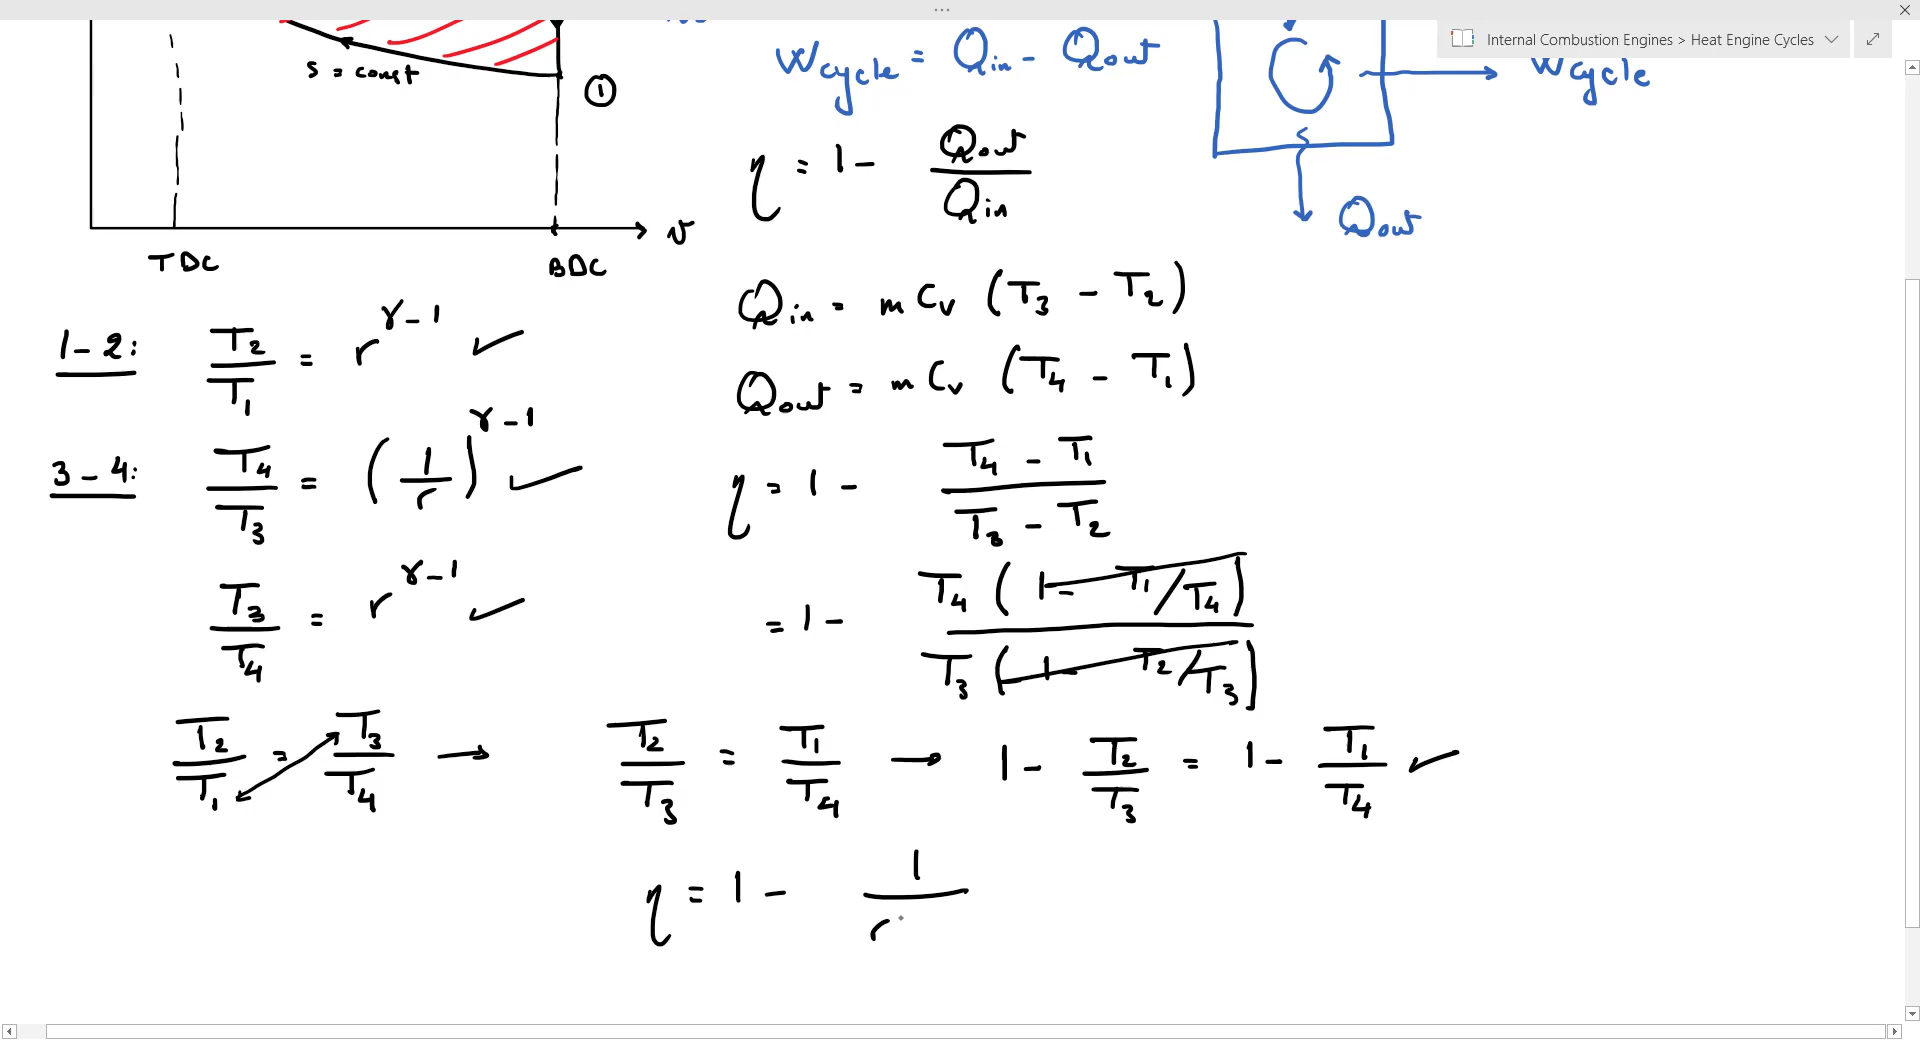 Internal Combustion Engines > Heat Engine Cycles
s = const
①
W cycle = Qin - Qout
W cycle
η = 1 - Qout / Qin
Qout
v
TDC
BDC
Qin = m Cv (T3 - T2)
Qout = m Cv (T4 - T1)
1-2: T2/T1 = r^(γ-1) ✓
3-4: T4/T3 = (1/r)^(γ-1) ✓
η = 1 - (T4 - T1)/(T3 - T2)
T3/T4 = r^(γ-1) ✓
= 1 - T4 (1 - T1/T4) / T3 (1 - T2/T3)
T2/T1 = T3/T4 → T2/T3 = T1/T4 → 1 - T2/T3 = 1 - T1/T4 ✓
η = 1 - 1/r